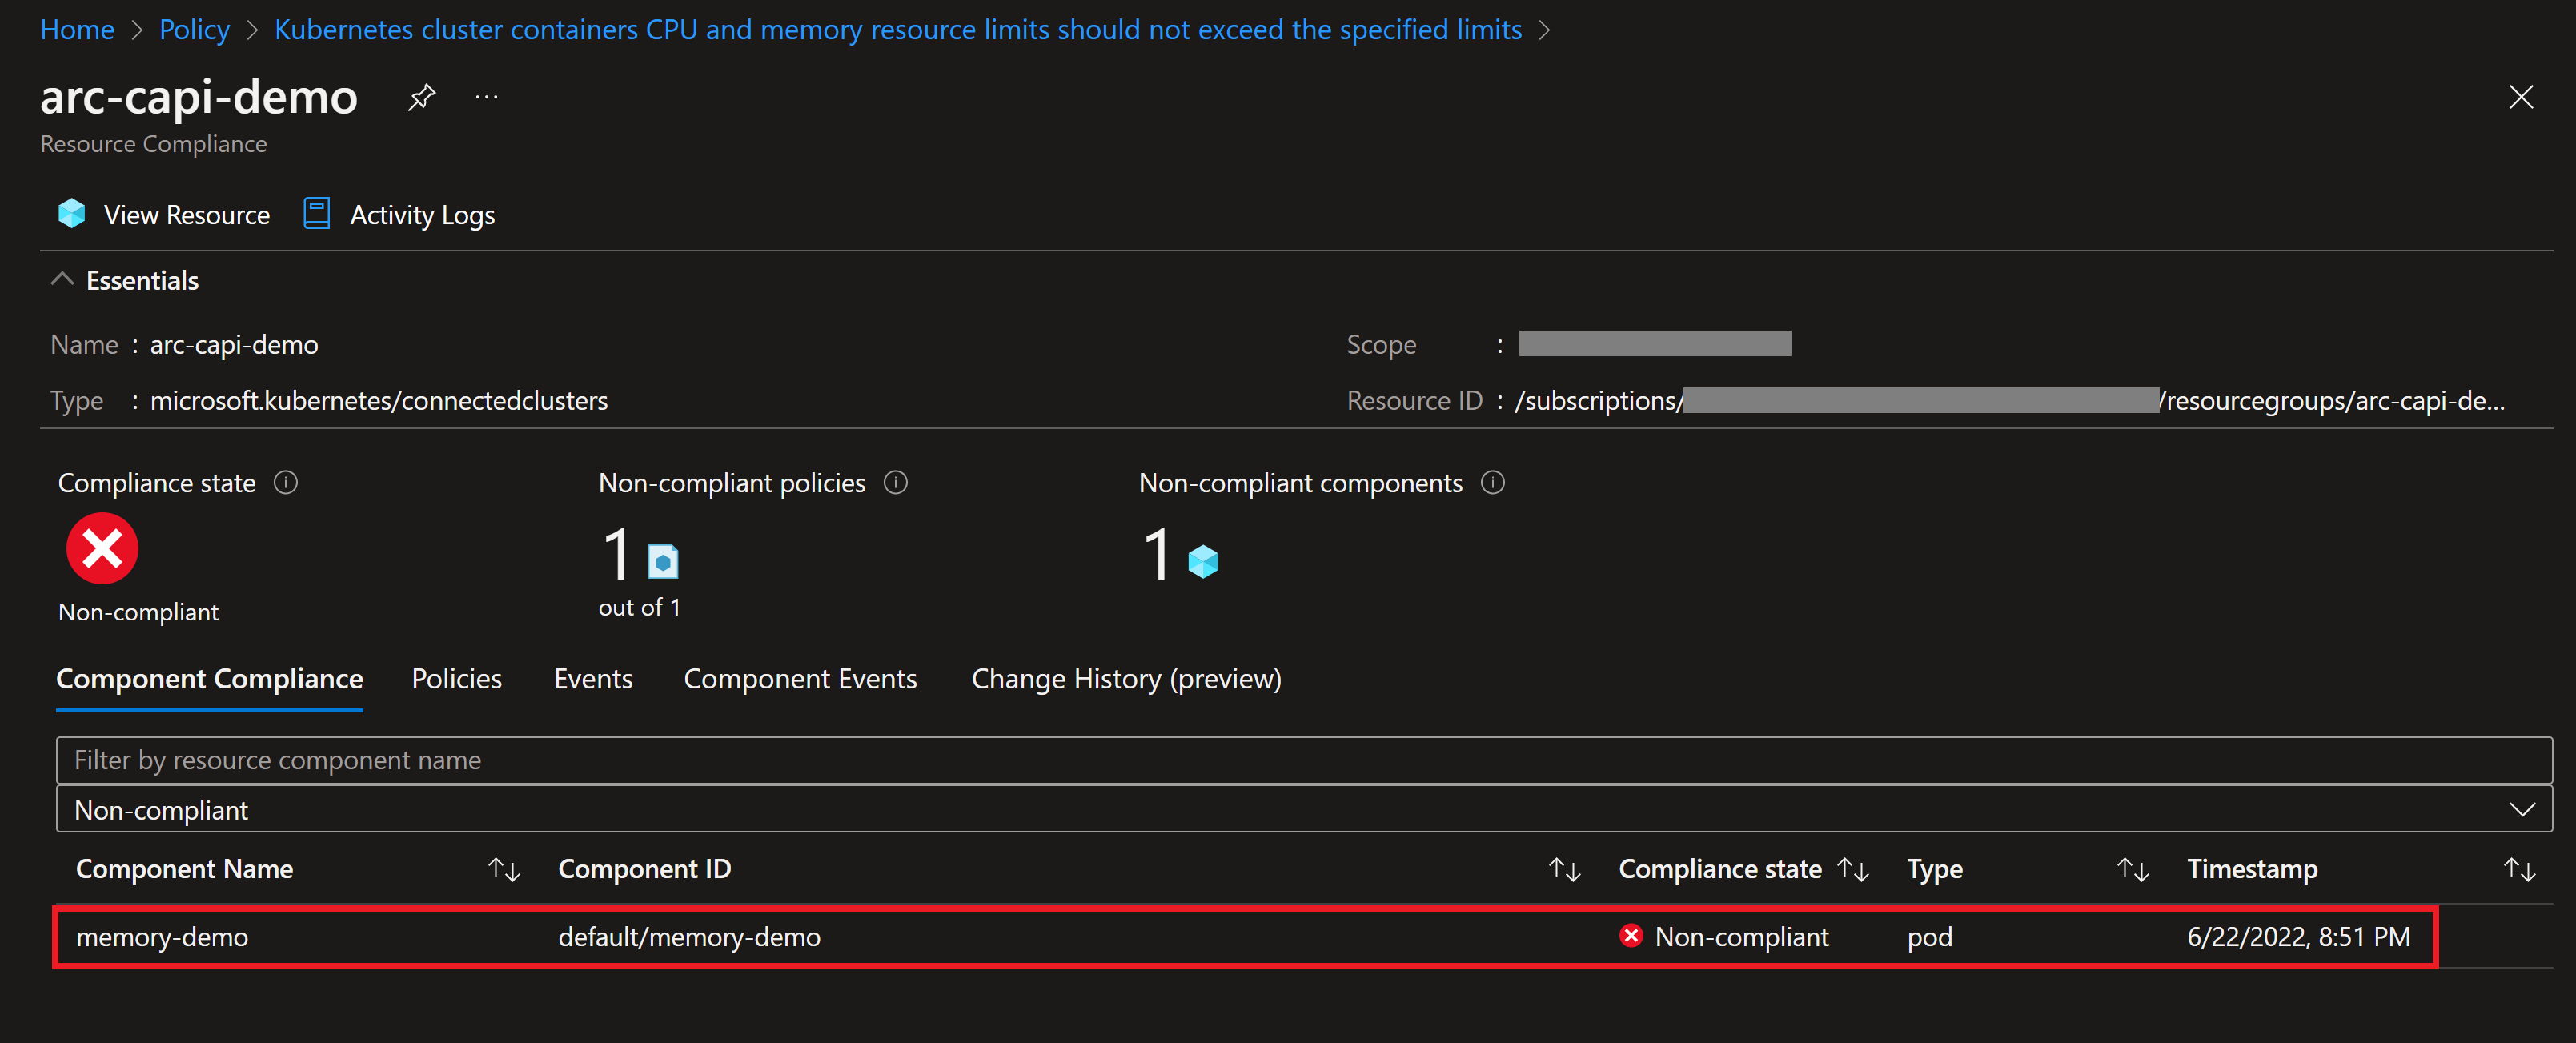 Home > Policy > Kubernetes cluster containers CPU and memory resource limits should not exceed the specified limits >
arc-capi-demo ...
Resource Compliance
View Resource Activity Logs
Essentials
Name : arc-capi-demo Scope :
Type : microsoft.kubernetes/connectedclusters Resource ID : /subscriptions/ /resourcegroups/arc-capi-de...
Compliance state Non-compliant policies Non-compliant components
1 1
Non-compliant out of 1
Component Compliance Policies Events Component Events Change History (preview)
Filter by resource component name
Non-compliant
Component Name Component ID Compliance state Type Timestamp
memory-demo default/memory-demo Non-compliant pod 6/22/2022, 8:51 PM